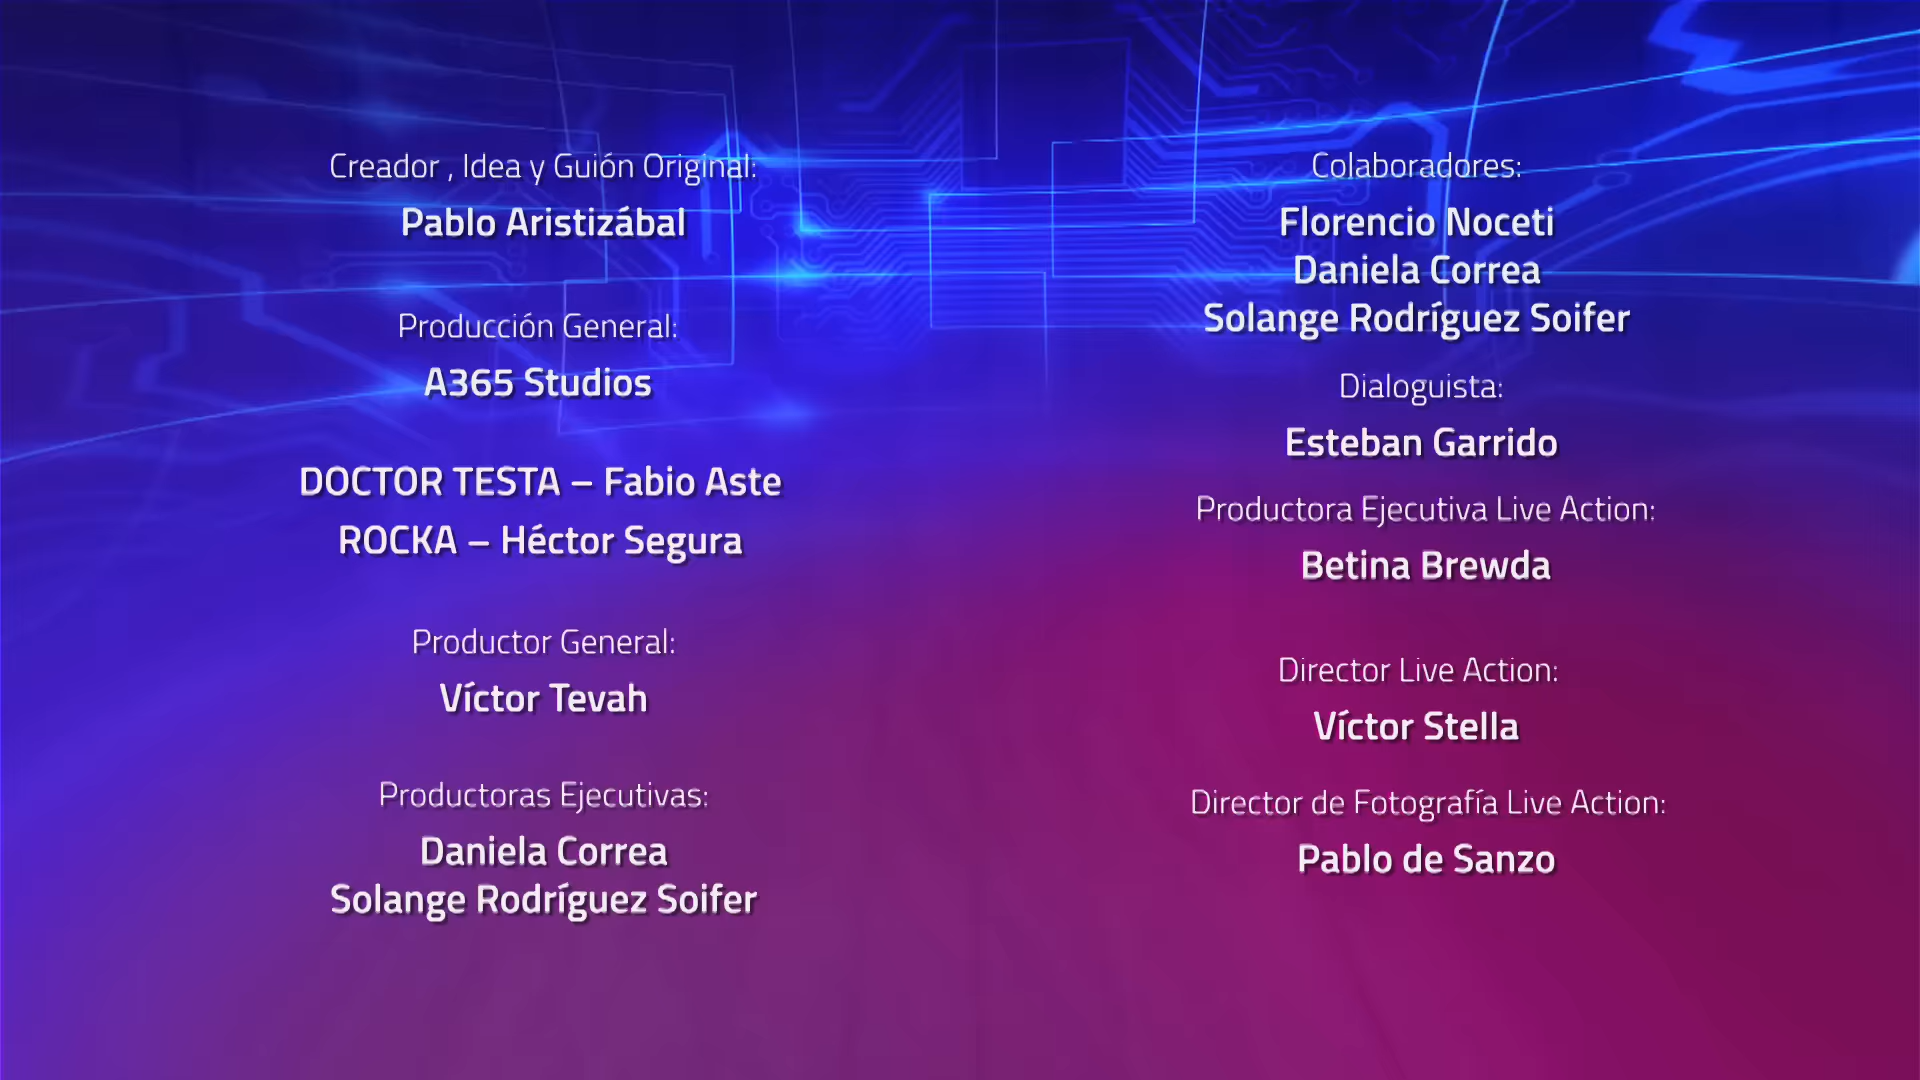 Creador , Idea y Guión Original:
Pablo Aristizábal
Producción General:
A365 Studios
DOCTOR TESTA – Fabio Aste
ROCKA – Héctor Segura
Productor General:
Víctor Tevah
Productoras Ejecutivas:
Daniela Correa
Solange Rodríguez Soifer
Colaboradores:
Florencio Noceti
Daniela Correa
Solange Rodríguez Soifer
Dialoguista:
Esteban Garrido
Productora Ejecutiva Live Action:
Betina Brewda
Director Live Action:
Víctor Stella
Director de Fotografía Live Action:
Pablo de Sanzo